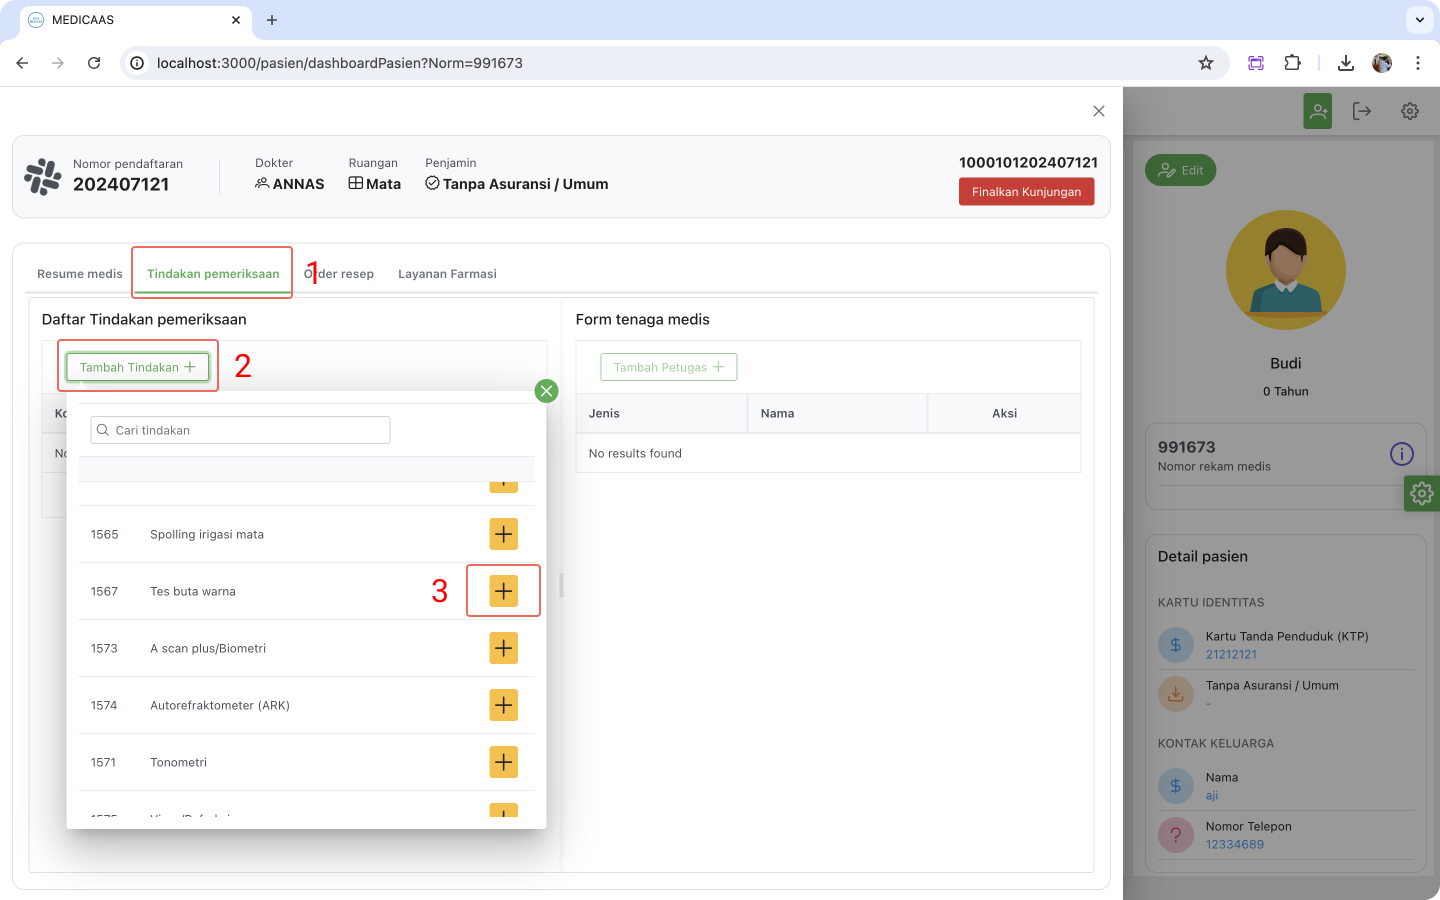 MEDICAAS
localhost:3000/pasien/dashboardPasien?Norm=991673
Nomor pendaftaran
202407121
Dokter
ANNAS
Ruangan
Mata
Penjamin
Tanpa Asuransi / Umum
1000101202407121
Finalkan Kunjungan
Resume medis
Tindakan pemeriksaan
1
Order resep
Layanan Farmasi
Daftar Tindakan pemeriksaan
Tambah Tindakan
2
Cari tindakan
1565 Spolling irigasi mata
1567 Tes buta warna
3
1573 A scan plus/Biometri
1574 Autorefraktometer (ARK)
1571 Tonometri
Form tenaga medis
Tambah Petugas
Jenis Nama Aksi
No results found
Edit
Budi
0 Tahun
991673
Nomor rekam medis
Detail pasien
KARTU IDENTITAS
Kartu Tanda Penduduk (KTP)
21212121
Tanpa Asuransi / Umum
-
KONTAK KELUARGA
Nama
aji
Nomor Telepon
12334689